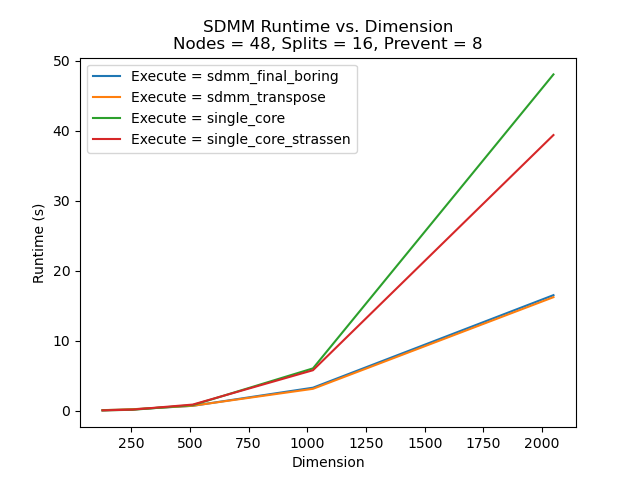 SDMM Runtime vs. Dimension
Nodes = 48, Splits = 16, Prevent = 8
Execute = sdmm_final_boring
Execute = sdmm_transpose
Execute = single_core
Execute = single_core_strassen
Runtime (s)
50
40
30
20
10
0
250 500 750 1000 1250 1500 1750 2000
Dimension